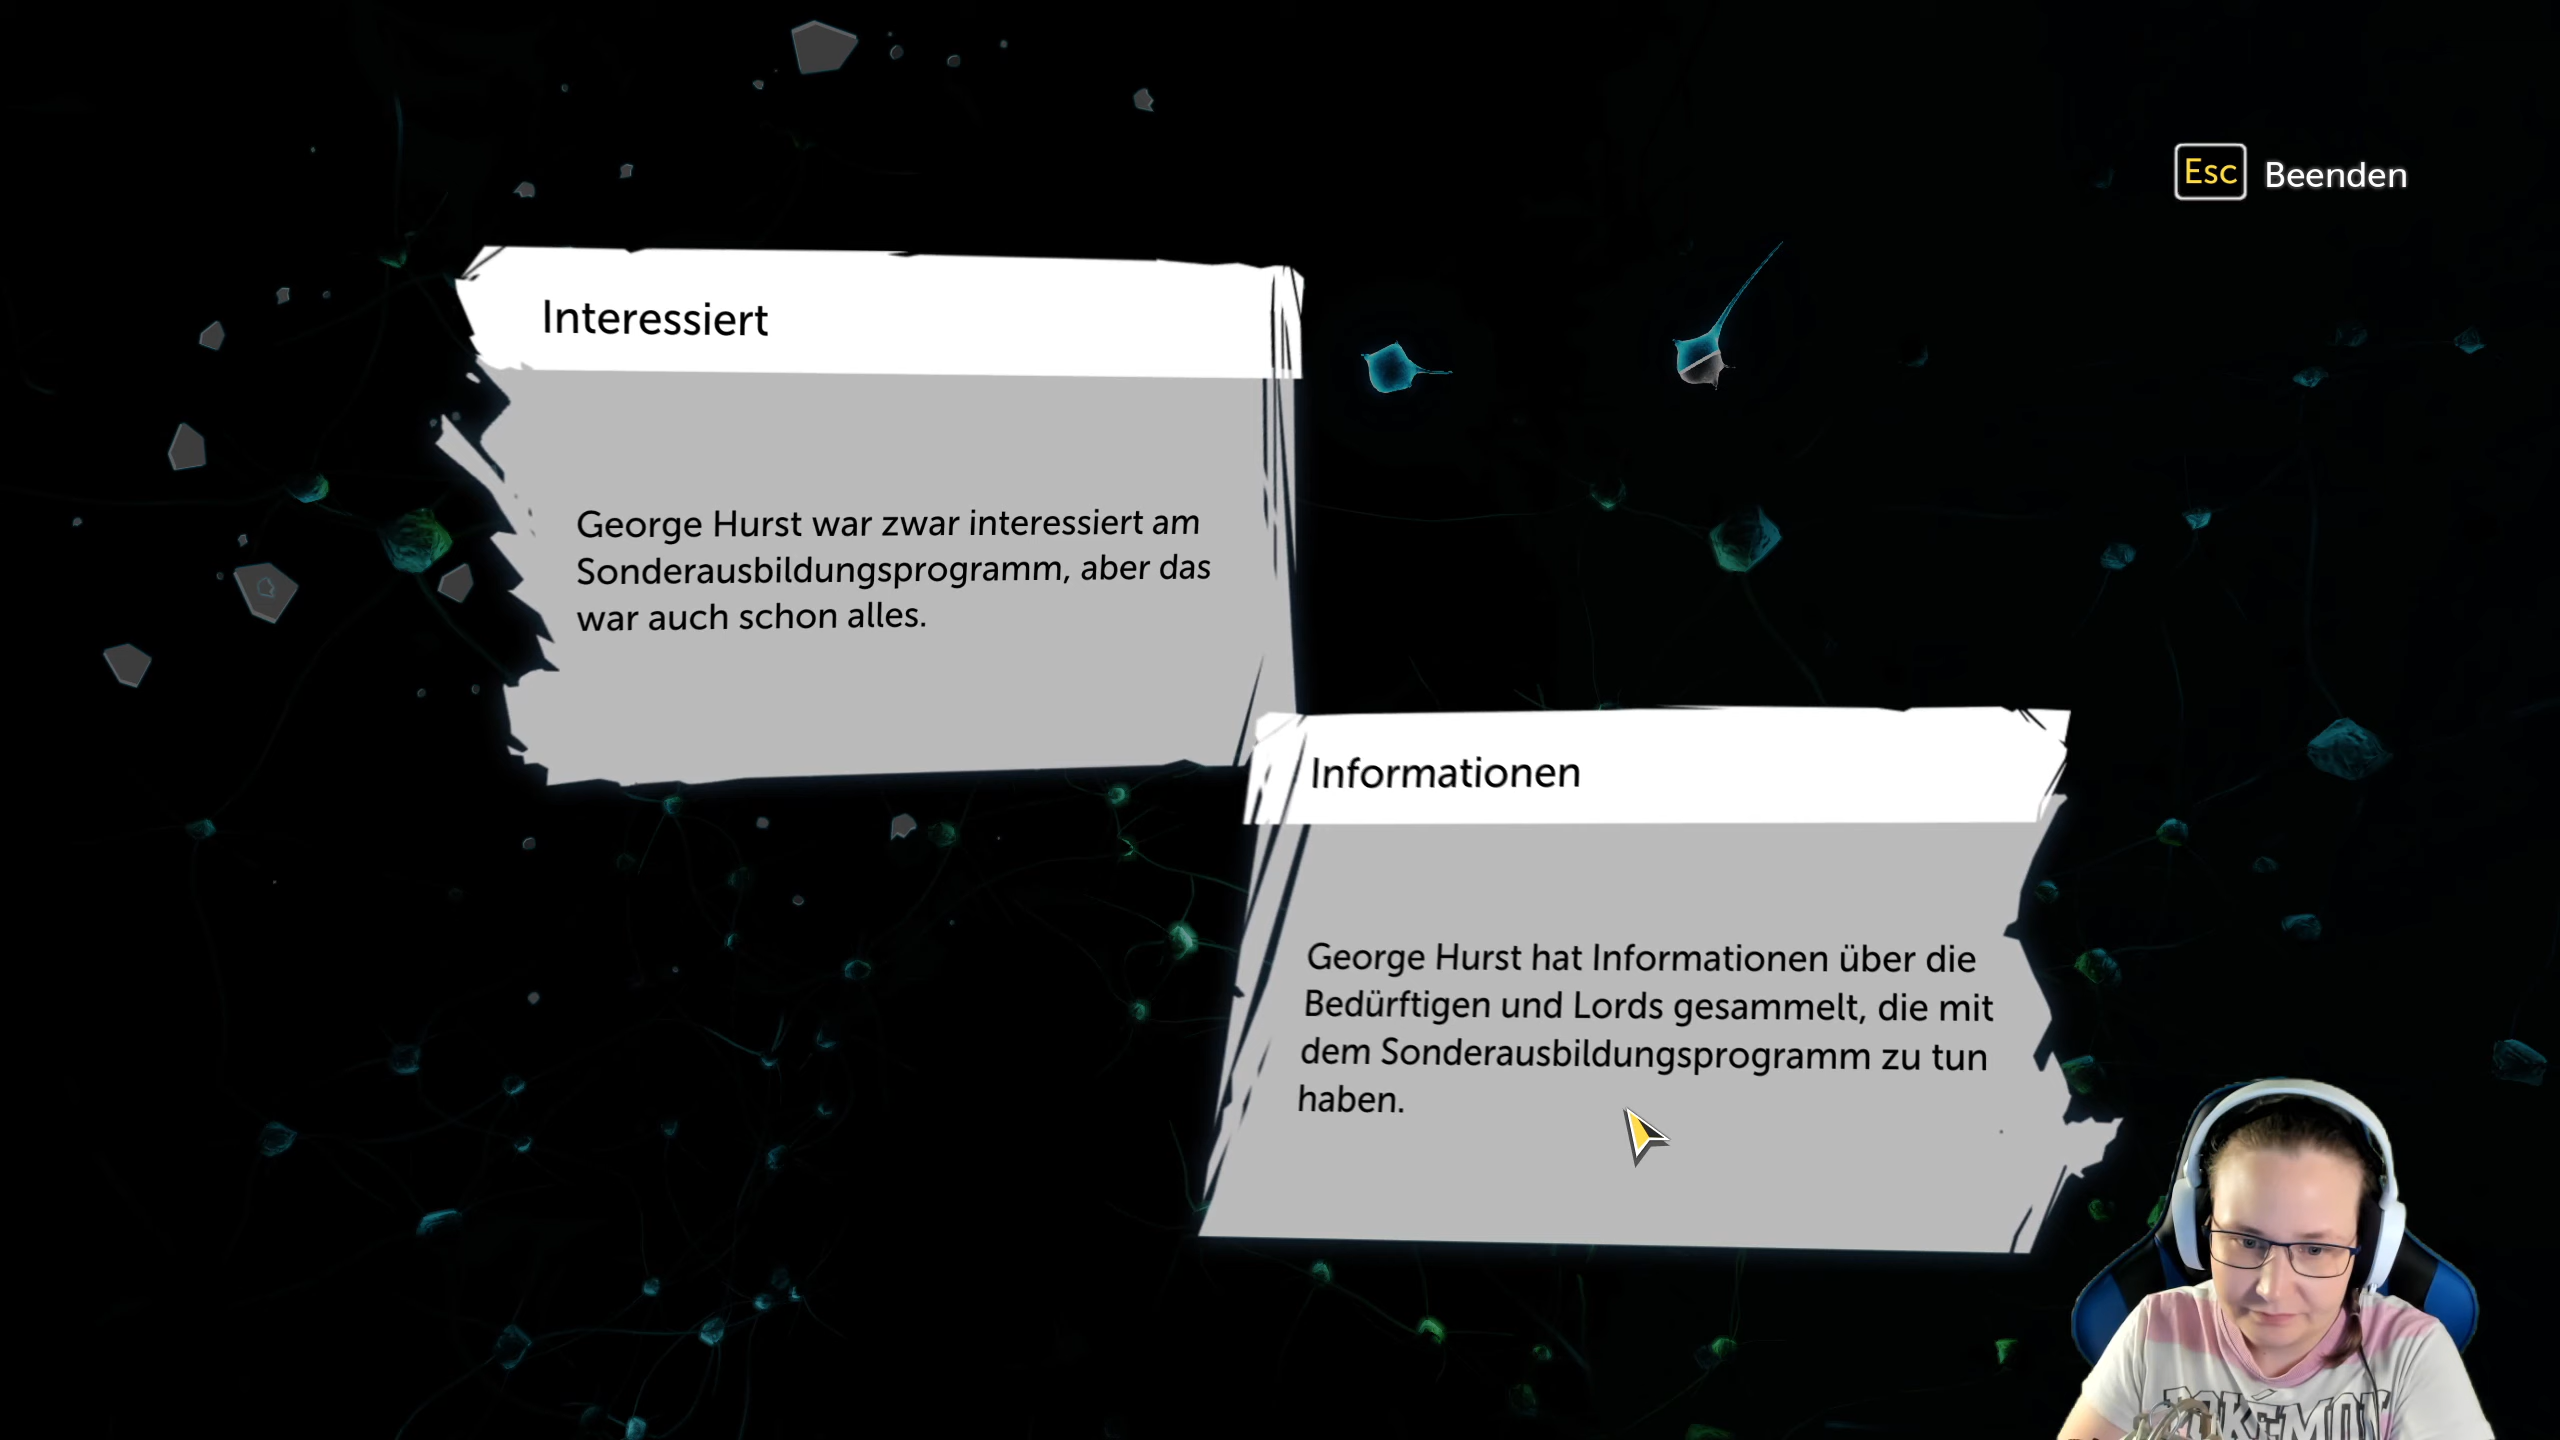 Esc Beenden
Interessiert
George Hurst war zwar interessiert am
Sonderausbildungsprogramm, aber das
war auch schon alles.
Informationen
George Hurst hat Informationen über die
Bedürftigen und Lords gesammelt, die mit
dem Sonderausbildungsprogramm zu tun
haben.
POKÉMON